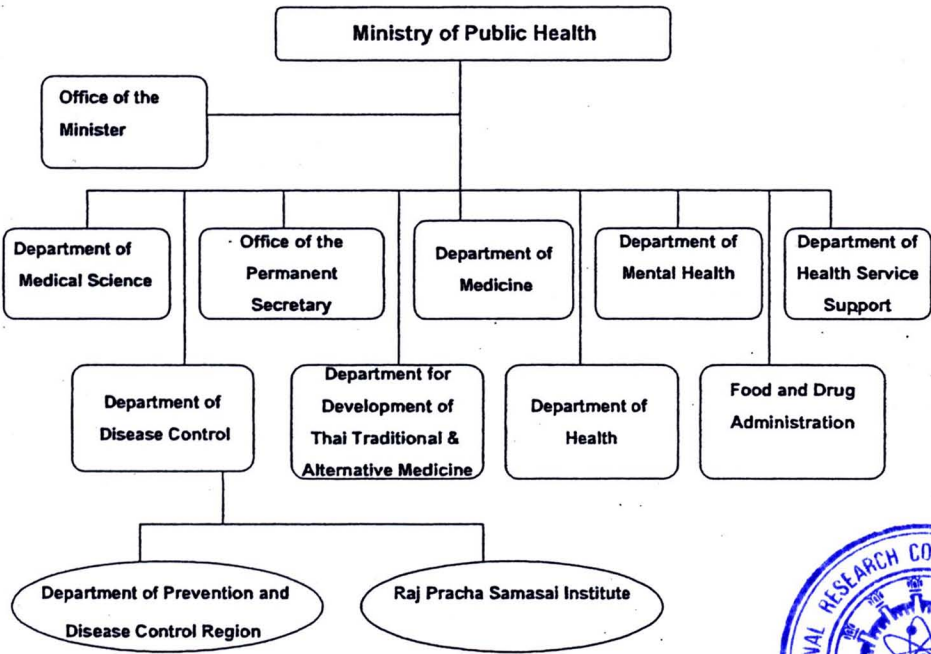 Ministry of Public Health
Office of the
Minister
Department of
Medical Science
Office of the
Permanent
Secretary
Department of
Medicine
Department of
Mental Health
Department of
Health Service
Support
Department of
Disease Control
Department for
Development of
Thai Traditional &
Alternative Medicine
Department of
Health
Food and Drug
Administration
Department of Prevention and
Disease Control Region
Raj Pracha Samasai Institute
RESEARCH